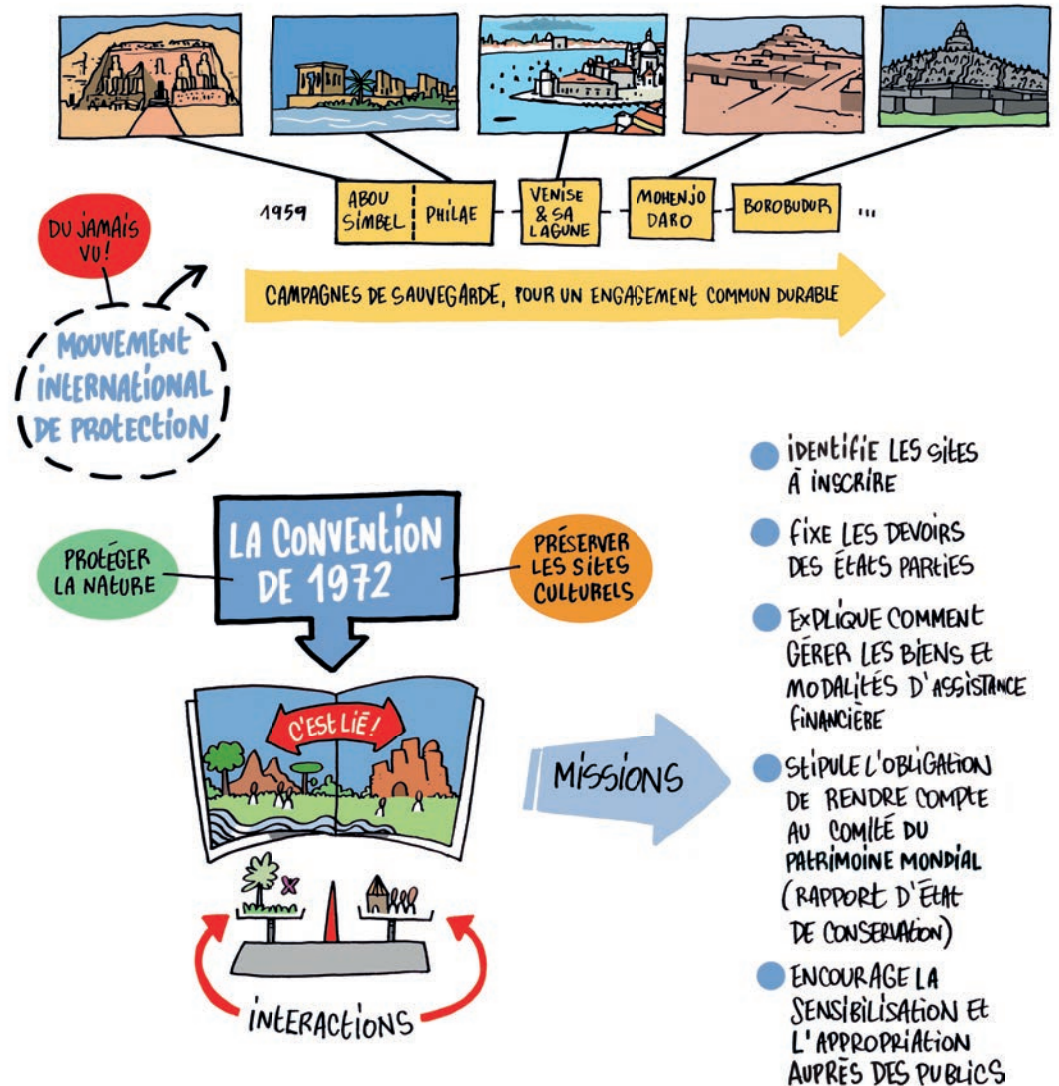 1959
ABOU
SIMBEL
PHILAE
VENISE
& SA
LAGUNE
MOHENJO
DARO
BOROBUDUR
...
DU JAMAIS
VU!
CAMPAGNES DE SAUVEGARDE, POUR UN ENGAGEMENT COMMUN DURABLE
MOUVEMENT
INTERNATIONAL
DE PROTECTION
PROTÉGER
LA NATURE
LA CONVENTION
DE 1972
PRÉSERVER
LES SITES
CULTURELS
C'EST LIÉ!
INTERACTIONS
MISSIONS
IDENTIFIE LES SITES
À INSCRIRE
FIXE LES DEVOIRS
DES ÉTATS PARTIES
EXPLIQUE COMMENT
GÉRER LES BIENS ET
MODALITÉS D'ASSISTANCE
FINANCIÈRE
STIPULE L'OBLIGATION
DE RENDRE COMPTE
AU COMITÉ DU
PATRIMOINE MONDIAL
(RAPPORT D'ÉTAT
DE CONSERVATION)
ENCOURAGE LA
SENSIBILISATION ET
L'APPROPRIATION
AUPRÈS DES PUBLICS